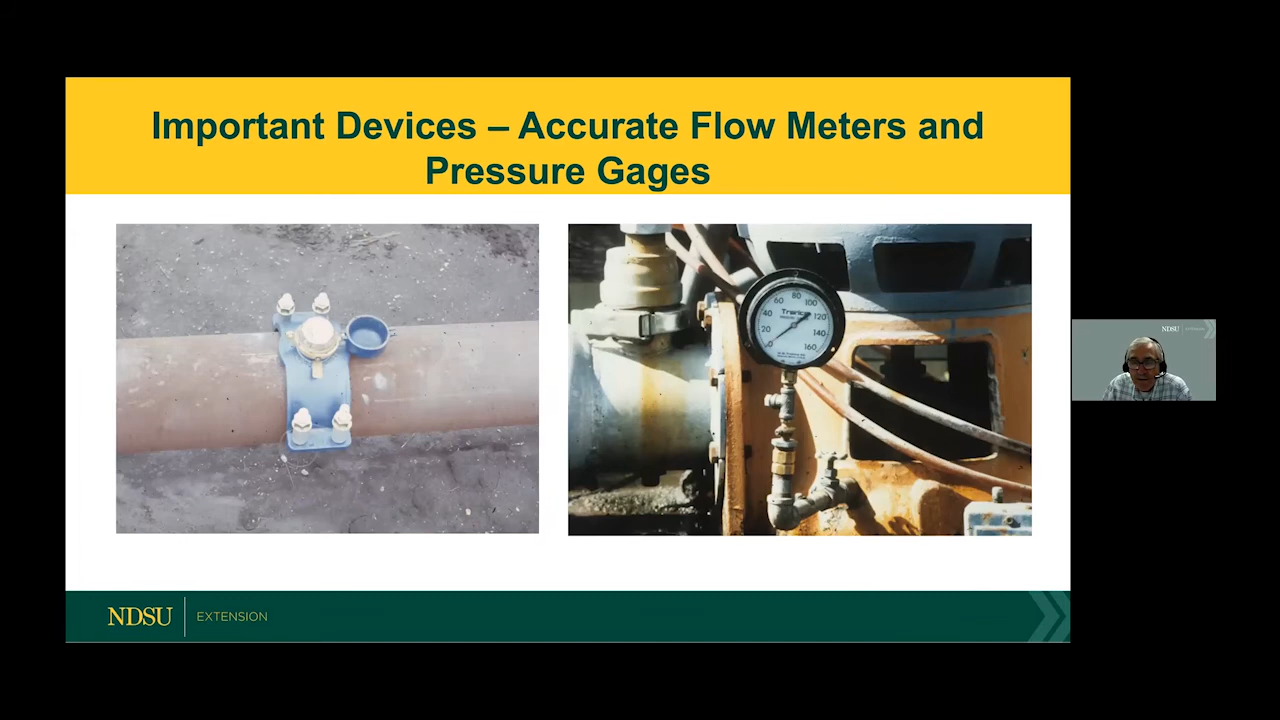 Important Devices – Accurate Flow Meters and
Pressure Gages
80
60
100
40
120
20
140
0
160
NDSU
EXTENSION
NDSU